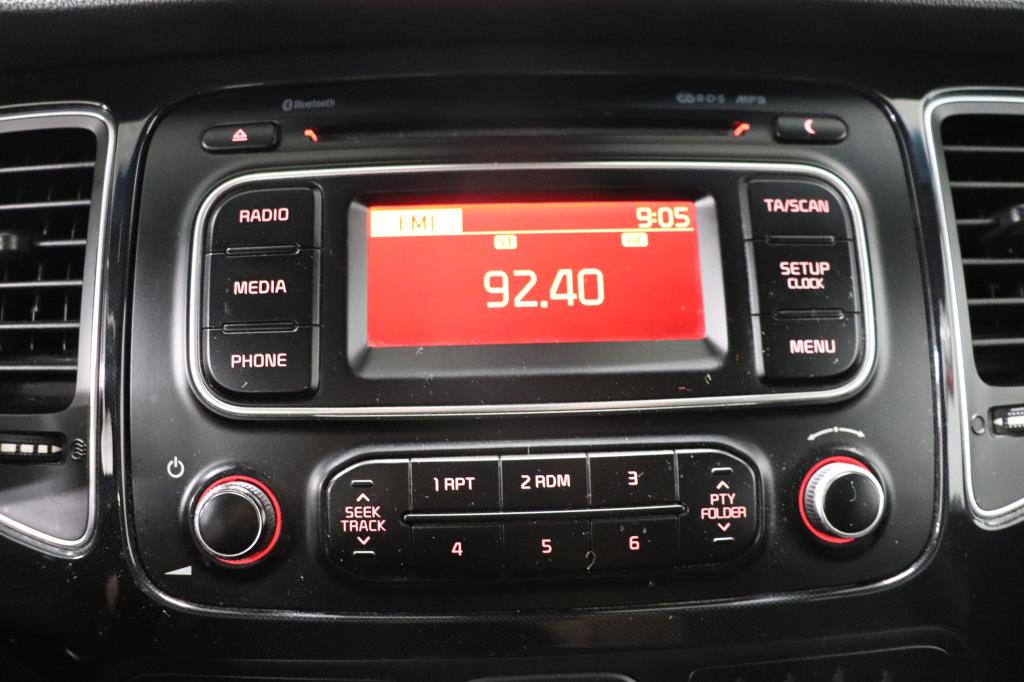 Bluetooth
R·D·S MP3
RADIO
MEDIA
PHONE
FM1 9:05
ST
92.40
TA/SCAN
SETUP
CLOCK
MENU
SEEK
TRACK
1 RPT 2 RDM 3
4 5 6
PTY
FOLDER